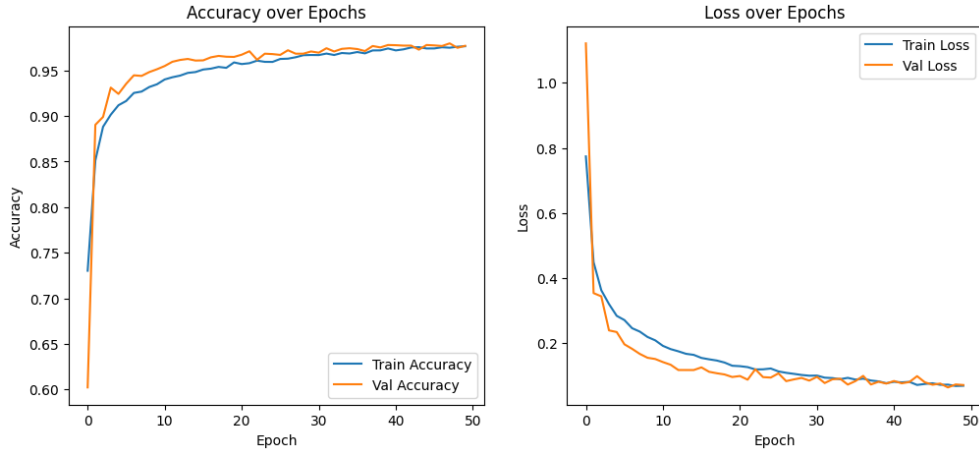 Accuracy over Epochs
Accuracy
0.95
0.90
0.85
0.80
0.75
0.70
0.65
0.60
0
10
20
30
40
50
Epoch
Train Accuracy
Val Accuracy
Loss over Epochs
Loss
1.0
0.8
0.6
0.4
0.2
0
10
20
30
40
50
Epoch
Train Loss
Val Loss